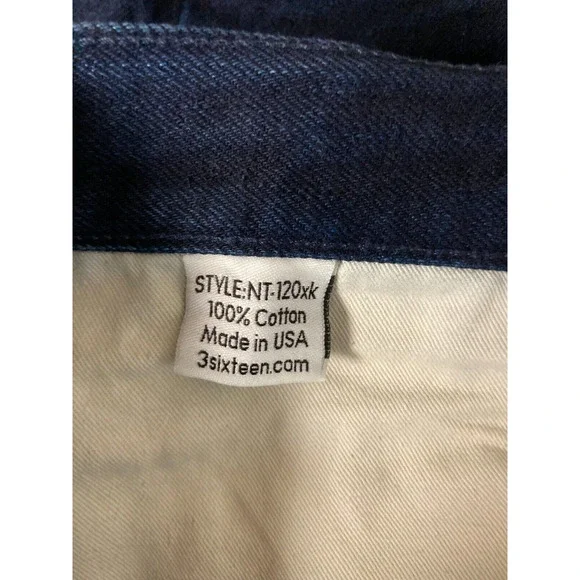 STYLE:NT-120xk
100% Cotton
Made in USA
3sixteen.com